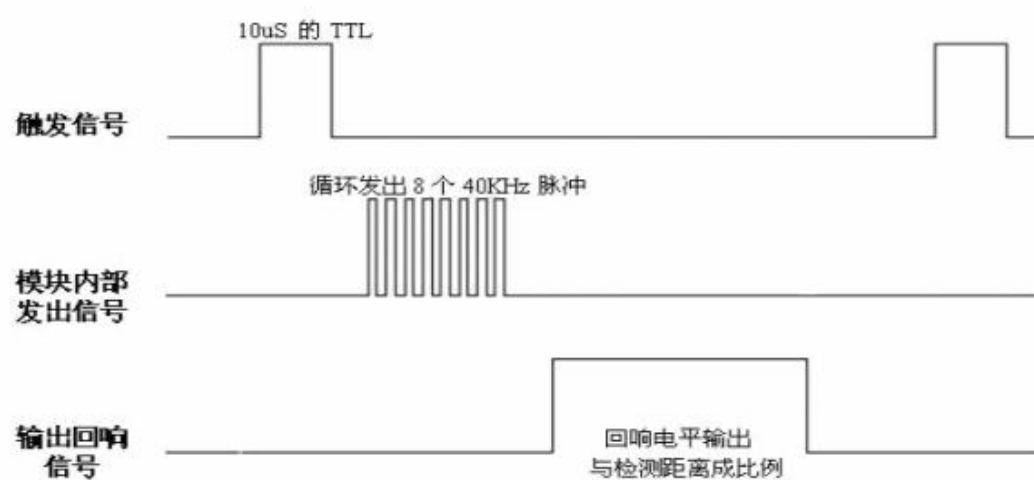 10uS 的 TTL
触发信号
循环发出 8 个 40KHz 脉冲
模块内部
发出信号
输出回响
信号
回响电平输出
与检测距离成比例